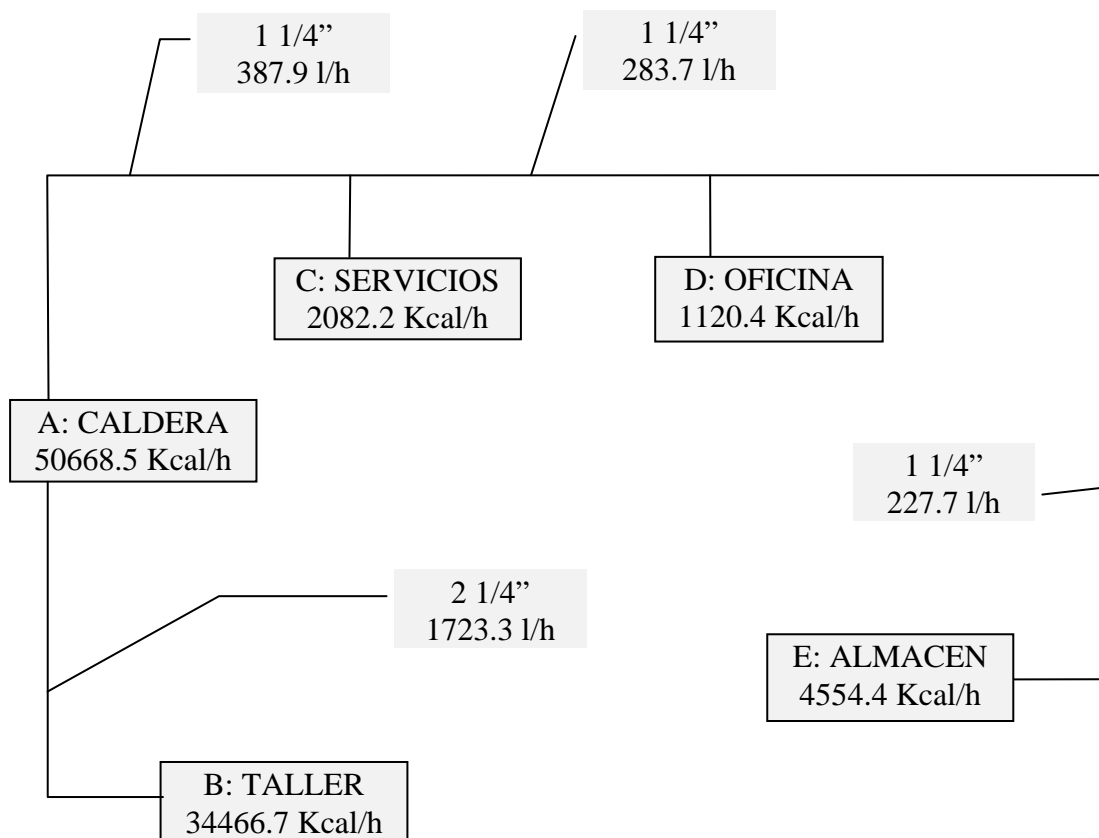 1 1/4”
387.9 l/h
1 1/4”
283.7 l/h
C: SERVICIOS
2082.2 Kcal/h
D: OFICINA
1120.4 Kcal/h
A: CALDERA
50668.5 Kcal/h
1 1/4”
227.7 l/h
2 1/4”
1723.3 l/h
E: ALMACEN
4554.4 Kcal/h
B: TALLER
34466.7 Kcal/h